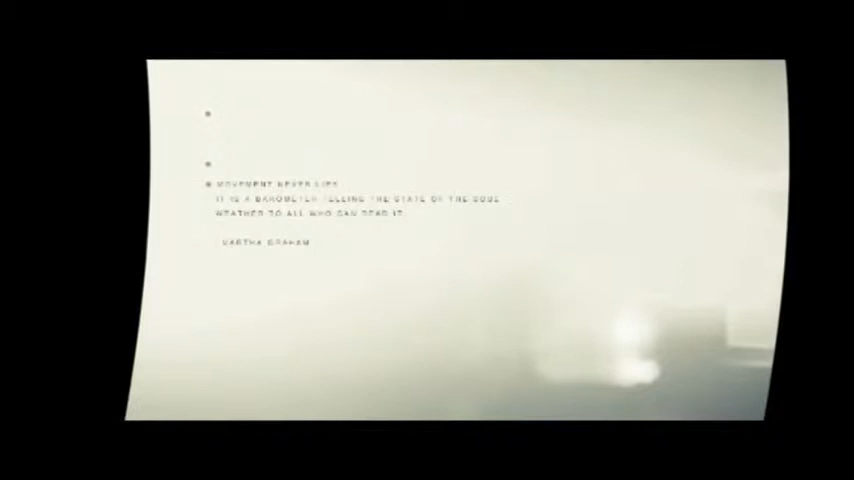 MOVEMENT NEVER LIES
IT IS A BAROMETER TELLING THE STATE OF THE SOUL
WEATHER TO ALL WHO CAN READ IT
MARTHA GRAHAM